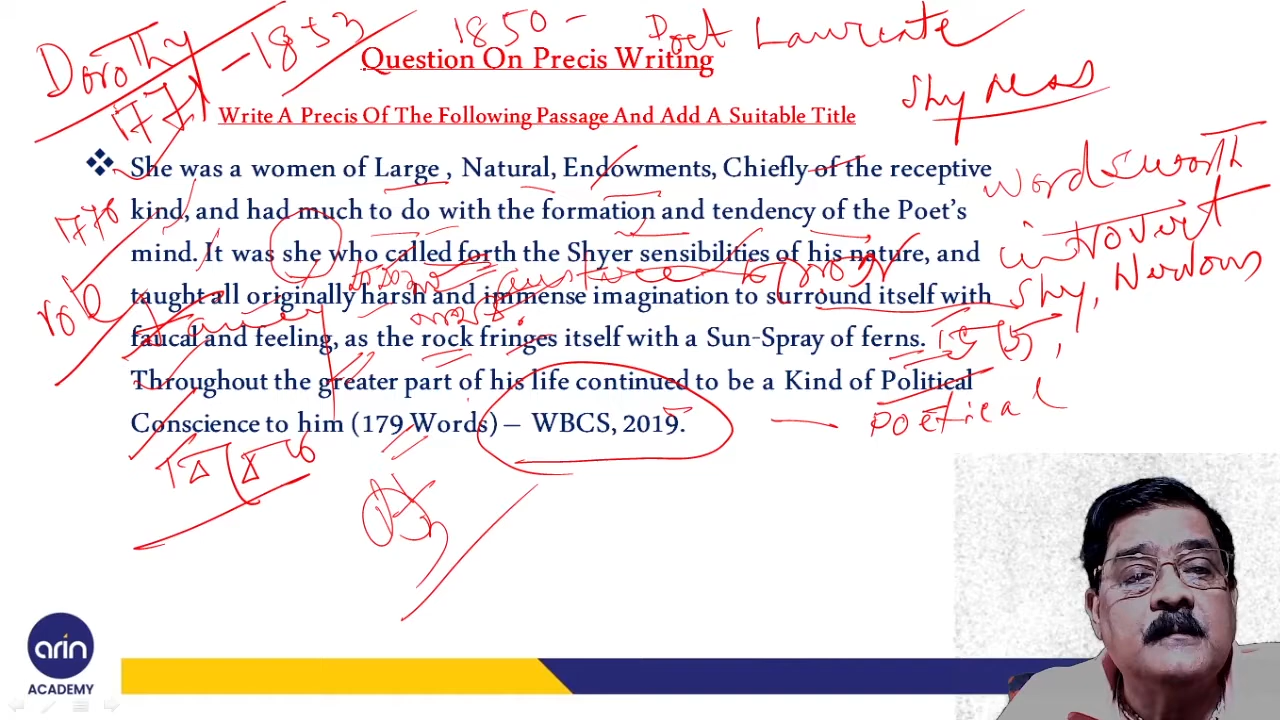 Dorothy
1771 - 1853
1850 - Poet Laureate
Question On Precis Writing
Shyness
Write A Precis Of The Following Passage And Add A Suitable Title
❖ She was a women of Large , Natural, Endowments, Chiefly of the receptive
kind, and had much to do with the formation and tendency of the Poet's
mind. It was she who called forth the Shyer sensibilities of his nature, and
taught all originally harsh and immense imagination to surround itself with
faucal and feeling, as the rock fringes itself with a Sun-Spray of ferns.
Throughout the greater part of his life continued to be a Kind of Political
Conscience to him (179 Words) – WBCS, 2019.
Wordsworth
introvert
Shy, Nervous
1770
role
Poetical
arin
ACADEMY